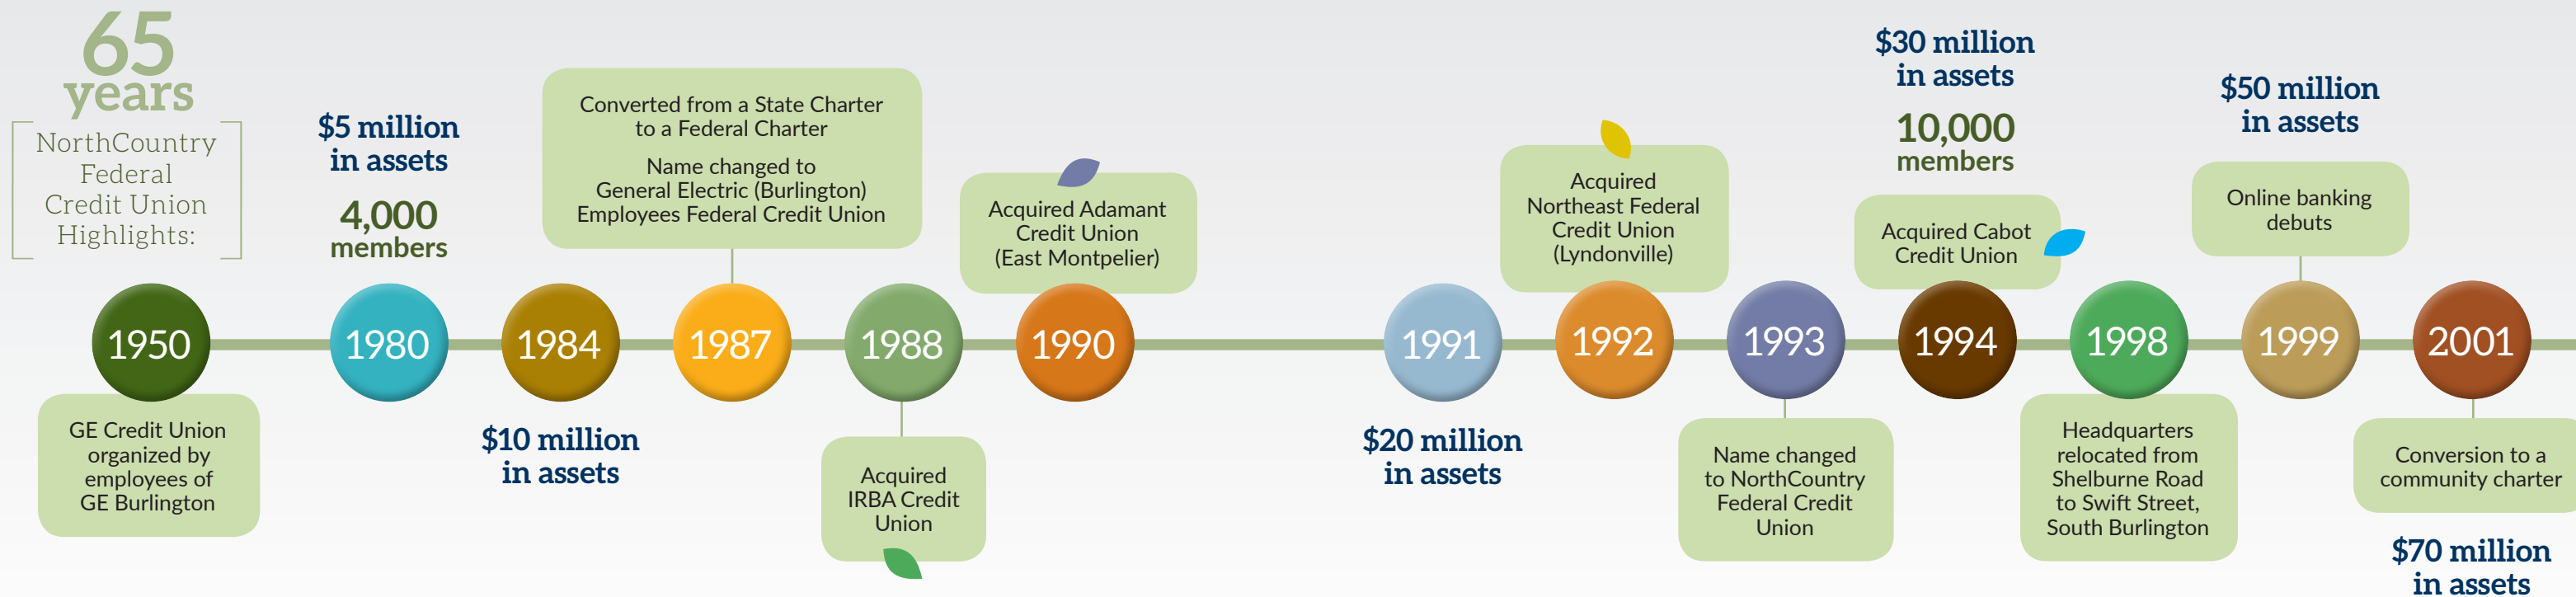 65
years
NorthCountry
Federal
Credit Union
Highlights:
1950
GE Credit Union
organized by
employees of
GE Burlington
$5 million
in assets
4,000
members
1980
1984
$10 million
in assets
Converted from a State Charter
to a Federal Charter
Name changed to
General Electric (Burlington)
Employees Federal Credit Union
1987
1988
Acquired
IRBA Credit
Union
Acquired Adamant
Credit Union
(East Montpelier)
1990
1991
$20 million
in assets
Acquired
Northeast Federal
Credit Union
(Lyndonville)
1992
1993
Name changed
to NorthCountry
Federal Credit
Union
$30 million
in assets
10,000
members
Acquired Cabot
Credit Union
1994
1998
Headquarters
relocated from
Shelburne Road
to Swift Street,
South Burlington
$50 million
in assets
Online banking
debuts
1999
2001
Conversion to a
community charter
$70 million
in assets